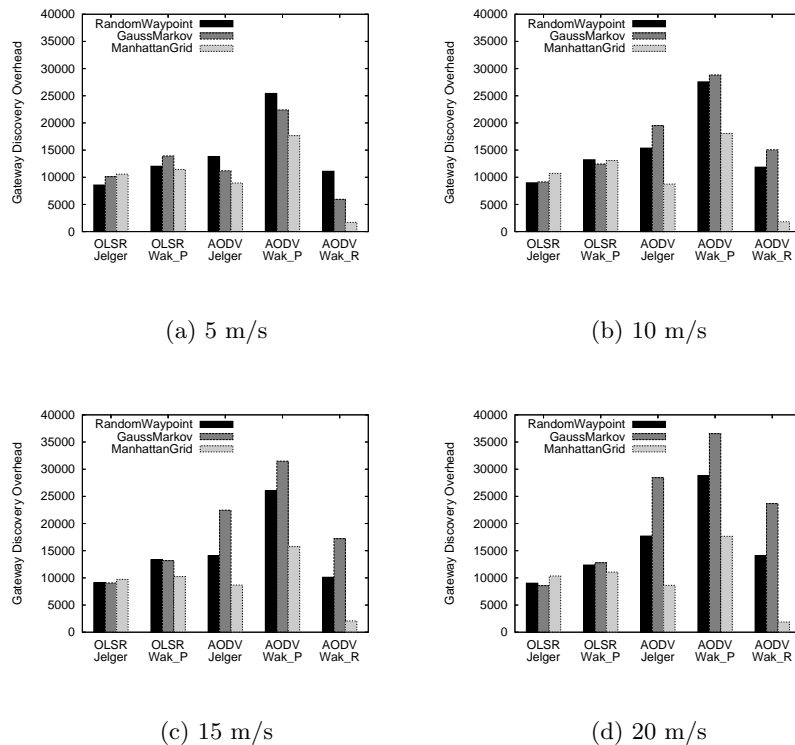 RandomWaypoint
GaussMarkov
ManhattanGrid
Gateway Discovery Overhead
40000
35000
30000
25000
20000
15000
10000
5000
0
OLSR Jelger
OLSR Wak_P
AODV Jelger
AODV Wak_P
AODV Wak_R
(a) 5 m/s
RandomWaypoint
GaussMarkov
ManhattanGrid
Gateway Discovery Overhead
40000
35000
30000
25000
20000
15000
10000
5000
0
OLSR Jelger
OLSR Wak_P
AODV Jelger
AODV Wak_P
AODV Wak_R
(b) 10 m/s
RandomWaypoint
GaussMarkov
ManhattanGrid
Gateway Discovery Overhead
40000
35000
30000
25000
20000
15000
10000
5000
0
OLSR Jelger
OLSR Wak_P
AODV Jelger
AODV Wak_P
AODV Wak_R
(c) 15 m/s
RandomWaypoint
GaussMarkov
ManhattanGrid
Gateway Discovery Overhead
40000
35000
30000
25000
20000
15000
10000
5000
0
OLSR Jelger
OLSR Wak_P
AODV Jelger
AODV Wak_P
AODV Wak_R
(d) 20 m/s